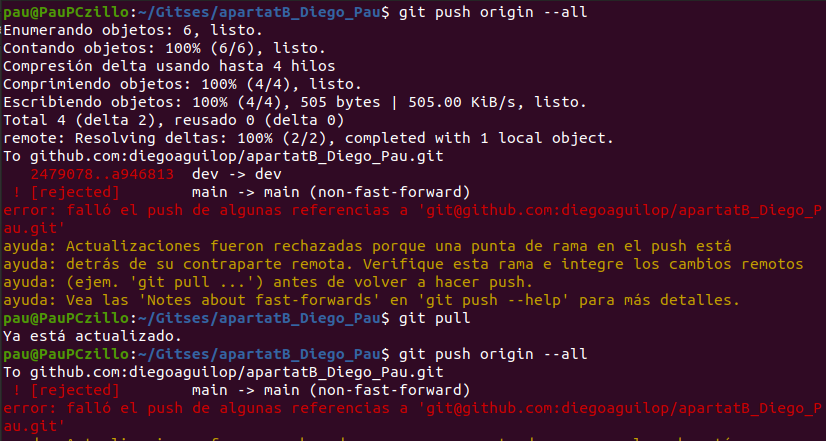 pau@PauPCzillo:~/Gitses/apartatB_Diego_Pau$ git push origin --all
Enumerando objetos: 6, listo.
Contando objetos: 100% (6/6), listo.
Compresión delta usando hasta 4 hilos
Comprimiendo objetos: 100% (4/4), listo.
Escribiendo objetos: 100% (4/4), 505 bytes | 505.00 KiB/s, listo.
Total 4 (delta 2), reusado 0 (delta 0)
remote: Resolving deltas: 100% (2/2), completed with 1 local object.
To github.com:diegoaguilop/apartatB_Diego_Pau.git
   2479078..a946813  dev -> dev
 ! [rejected]        main -> main (non-fast-forward)
error: falló el push de algunas referencias a 'git@github.com:diegoaguilop/apartatB_Diego_P
au.git'
ayuda: Actualizaciones fueron rechazadas porque una punta de rama en el push está
ayuda: detrás de su contraparte remota. Verifique esta rama e integre los cambios remotos
ayuda: (ejem. 'git pull ...') antes de volver a hacer push.
ayuda: Vea las 'Notes about fast-forwards' en 'git push --help' para más detalles.
pau@PauPCzillo:~/Gitses/apartatB_Diego_Pau$ git pull
Ya está actualizado.
pau@PauPCzillo:~/Gitses/apartatB_Diego_Pau$ git push origin --all
To github.com:diegoaguilop/apartatB_Diego_Pau.git
 ! [rejected]        main -> main (non-fast-forward)
error: falló el push de algunas referencias a 'git@github.com:diegoaguilop/apartatB_Diego_P
au.git'